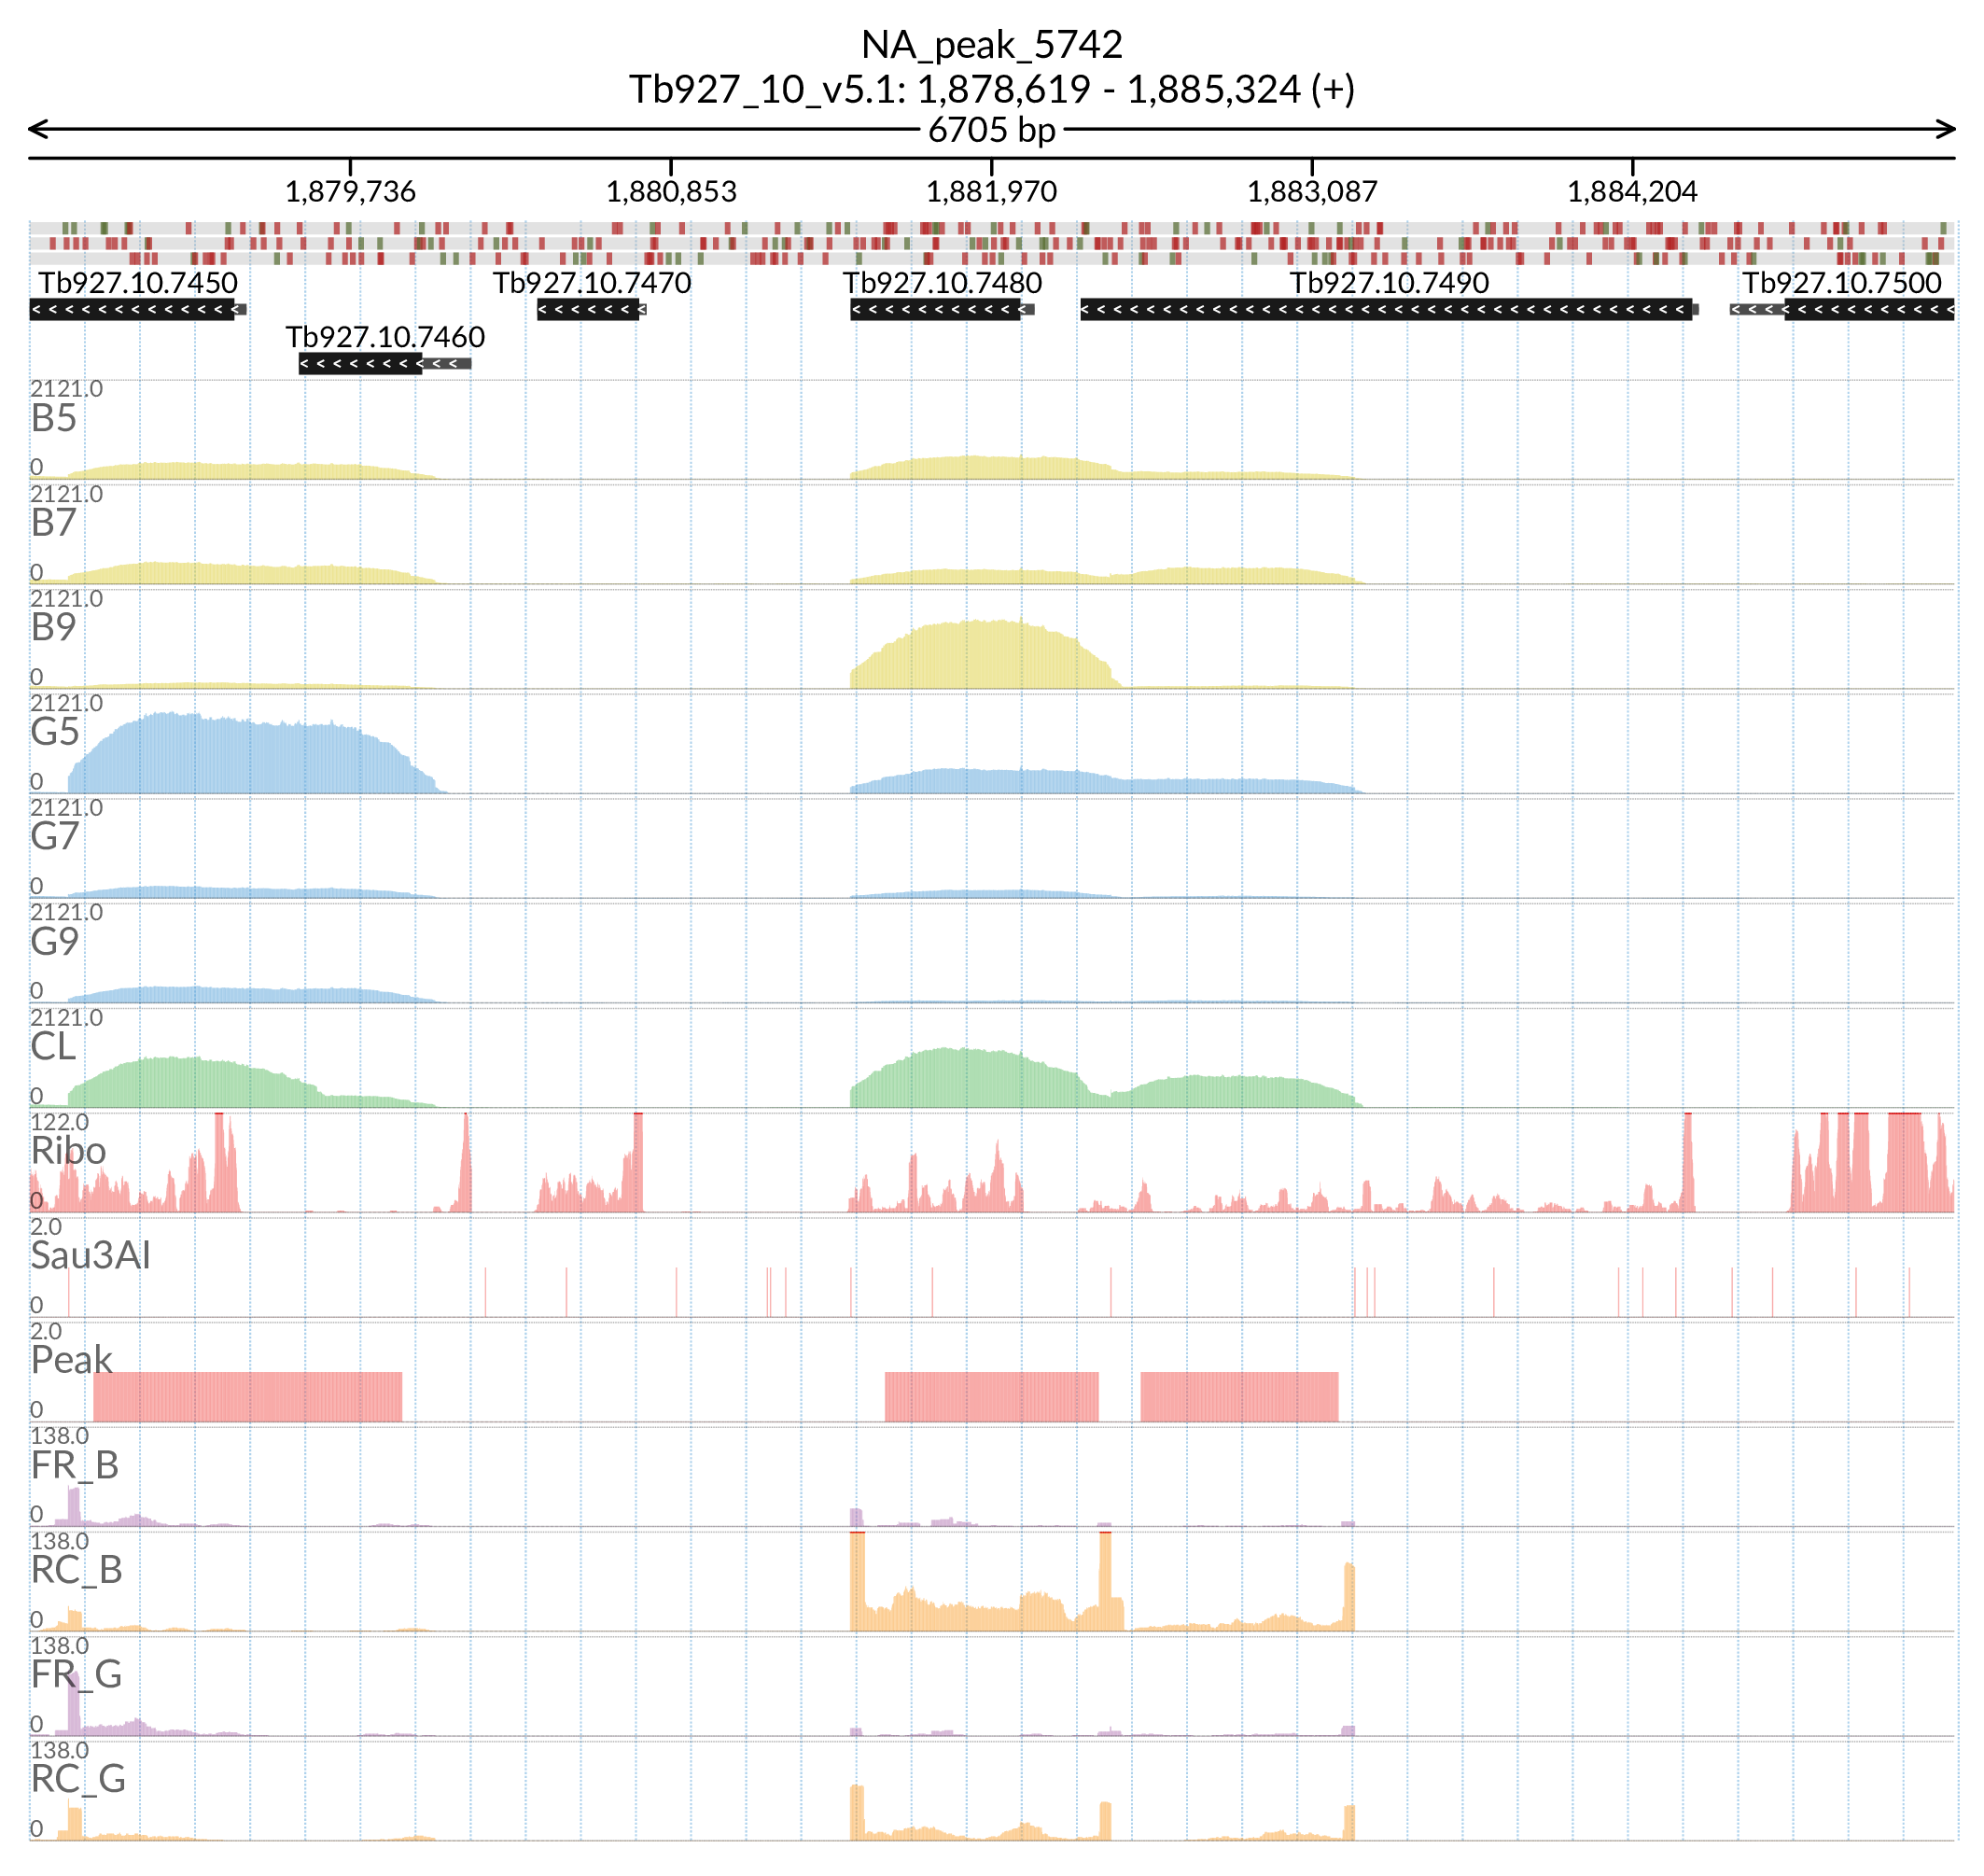 NA_peak_5742
Tb927_10_v5.1: 1,878,619 - 1,885,324 (+)
6705 bp
1,879,736 1,880,853 1,881,970 1,883,087 1,884,204
Tb927.10.7450 Tb927.10.7470 Tb927.10.7480 Tb927.10.7490 Tb927.10.7500
Tb927.10.7460
2121.0
B5
0
2121.0
B7
0
2121.0
B9
0
2121.0
G5
0
2121.0
G7
0
2121.0
G9
0
2121.0
CL
0
122.0
Ribo
0
2.0
Sau3AI
0
2.0
Peak
0
138.0
FR_B
0
138.0
RC_B
0
138.0
FR_G
0
138.0
RC_G
0